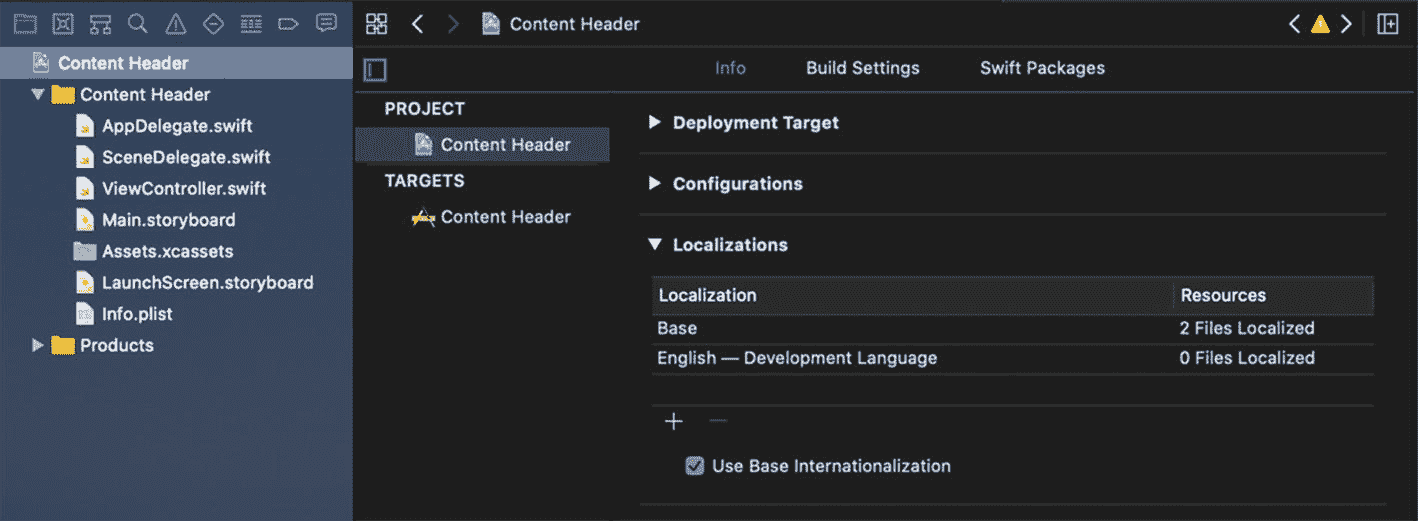 Content Header
Content Header
Content Header
AppDelegate.swift
SceneDelegate.swift
ViewController.swift
Main.storyboard
Assets.xcassets
LaunchScreen.storyboard
Info.plist
Products
Info Build Settings Swift Packages
PROJECT
Content Header
TARGETS
Content Header
Deployment Target
Configurations
Localizations
Localization Resources
Base 2 Files Localized
English — Development Language 0 Files Localized
Use Base Internationalization